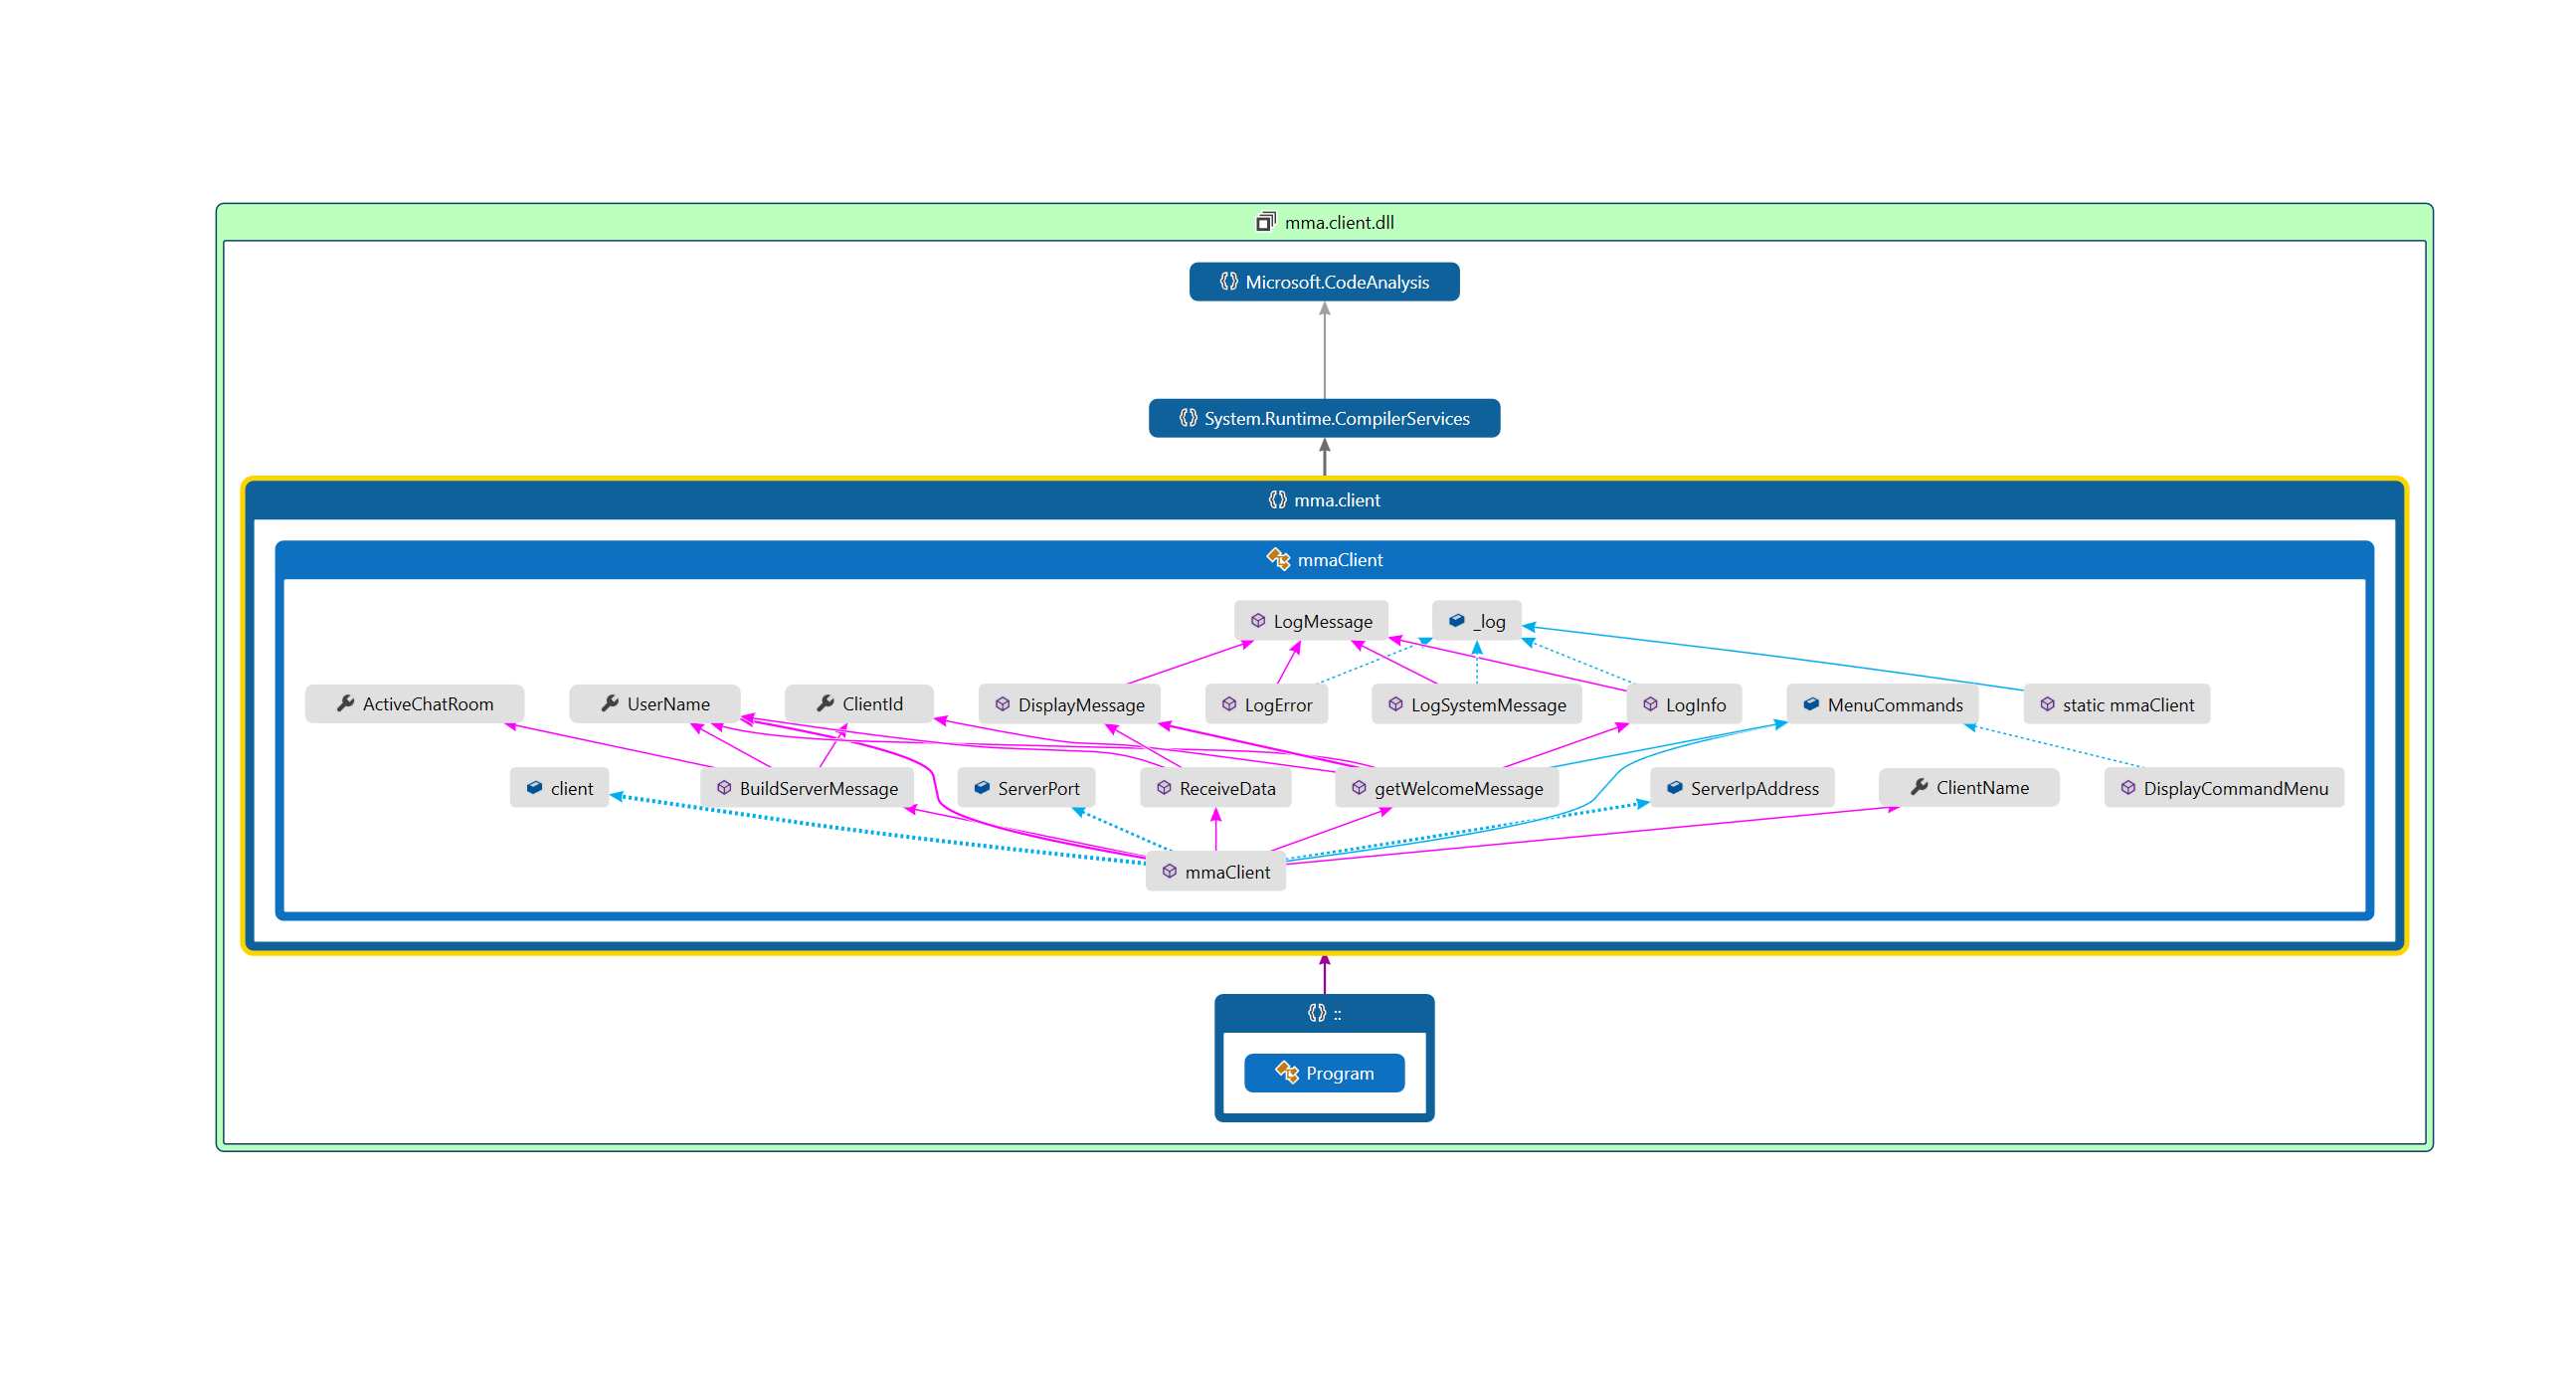 mma.client.dll
Microsoft.CodeAnalysis
System.Runtime.CompilerServices
mma.client
mmaClient
LogMessage
_log
ActiveChatRoom
UserName
ClientId
DisplayMessage
LogError
LogSystemMessage
LogInfo
MenuCommands
static mmaClient
client
BuildServerMessage
ServerPort
ReceiveData
getWelcomeMessage
ServerIpAddress
ClientName
DisplayCommandMenu
mmaClient
::
Program